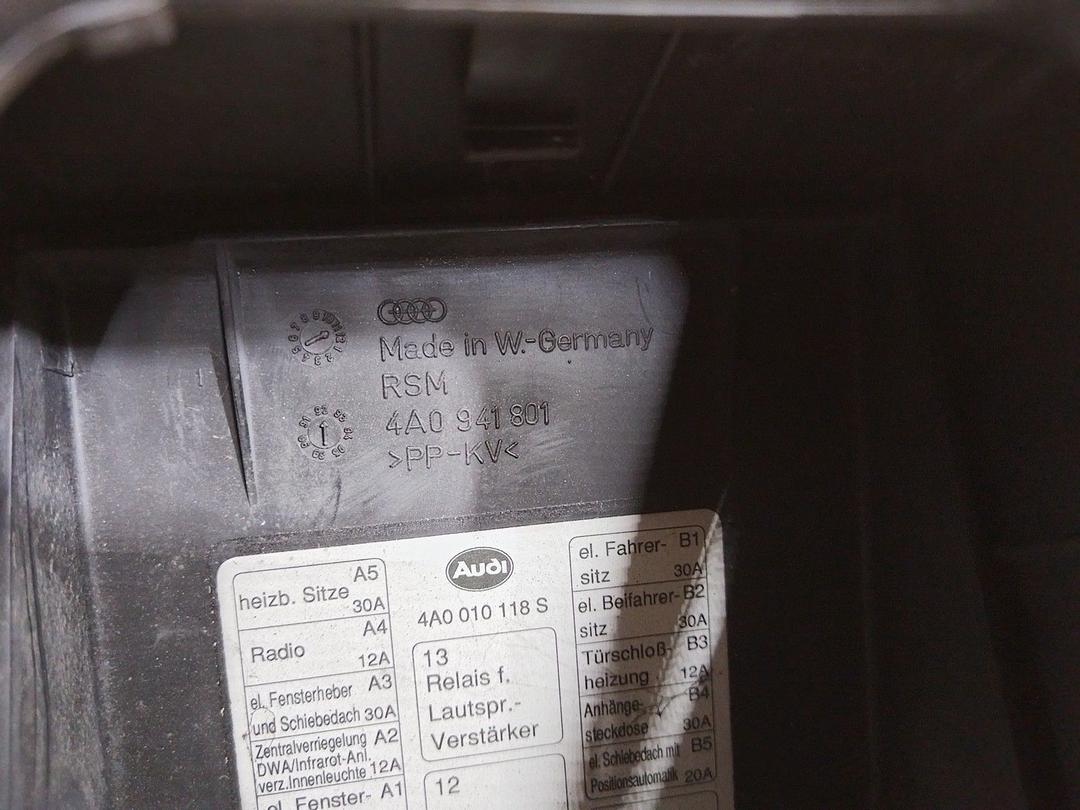 Made in W.-Germany
RSM
4A0 941 801
>PP-KV<
Audi
4A0 010 118 S
heizb. Sitze A5
30A
Radio A4
12A
el. Fensterheber A3
und Schiebedach 30A
Zentralverriegelung A2
DWA/Infrarot-Anl.
verz.Innenleuchte 12A
el. Fenster- A1
13
Relais f.
Lautspr.-
Verstärker
12
el. Fahrer- B1
sitz 30A
el. Beifahrer- B2
sitz 30A
Türschloß- B3
heizung 12A
Anhänge- B4
steckdose 30A
el. Schiebedach mit B5
Positionsautomatik 20A